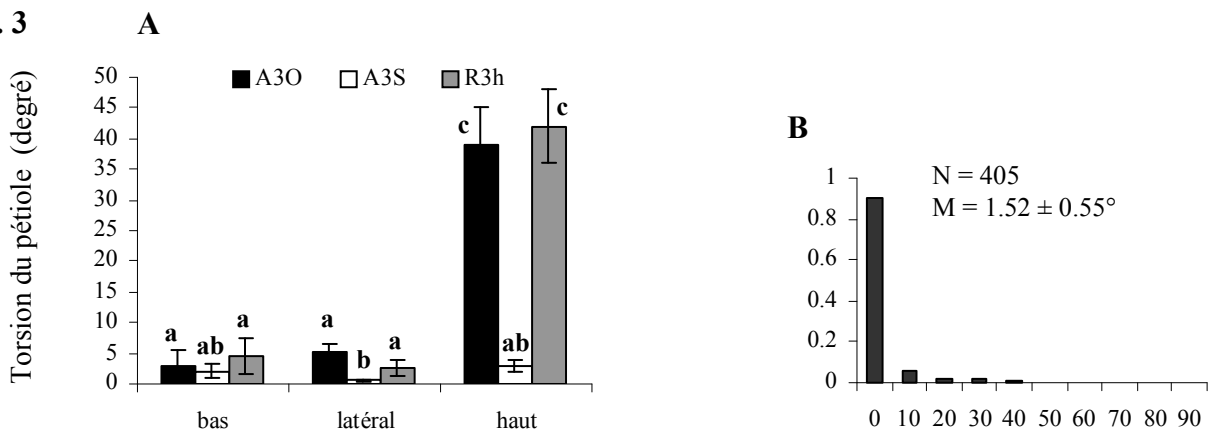 . 3
A
Torsion du pétiole (degré)
50
45
40
35
30
25
20
15
10
5
0
A3O A3S R3h
a ab a
a b a
c ab c
bas latéral haut
B
N = 405
M = 1.52 ± 0.55°
1
0.8
0.6
0.4
0.2
0
0 10 20 30 40 50 60 70 80 90